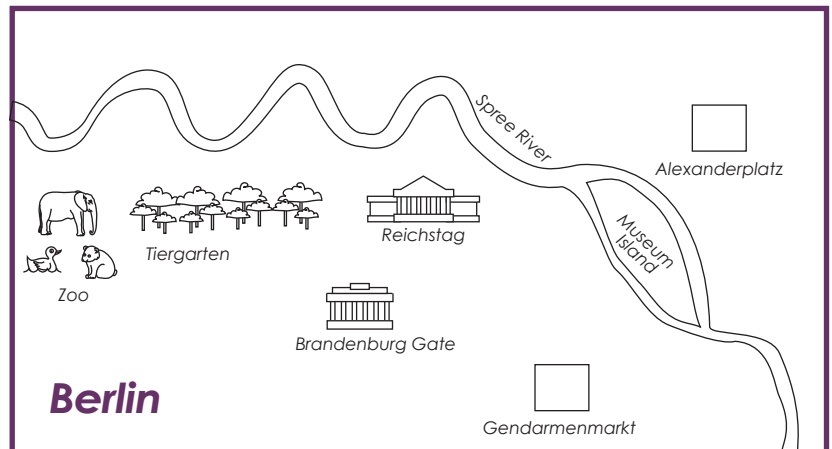 Spree River
Alexanderplatz
Museum
Island
Reichstag
Tiergarten
Zoo
Brandenburg Gate
Berlin
Gendarmenmarkt